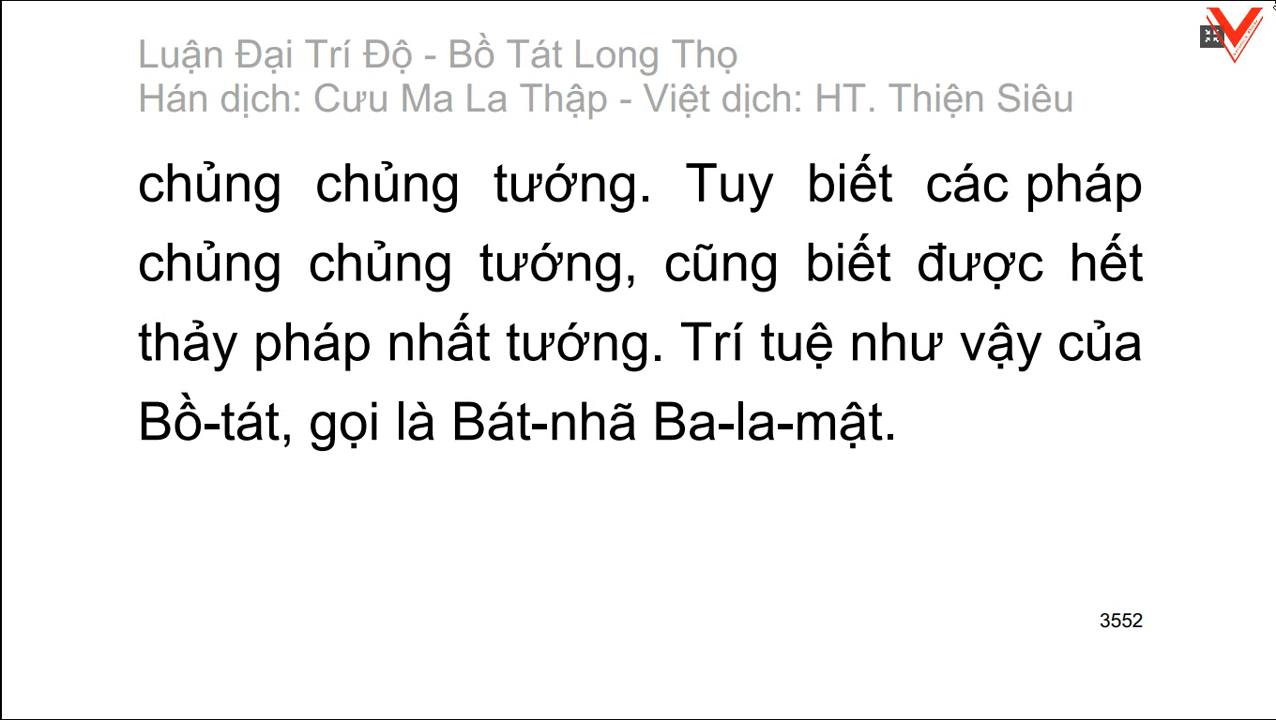 Luận Đại Trí Độ - Bồ Tát Long Thọ
Hán dịch: Cưu Ma La Thập - Việt dịch: HT. Thiện Siêu
chủng chủng tướng. Tuy biết các pháp
chủng chủng tướng, cũng biết được hết
thảy pháp nhất tướng. Trí tuệ như vậy của
Bồ-tát, gọi là Bát-nhã Ba-la-mật.
3552